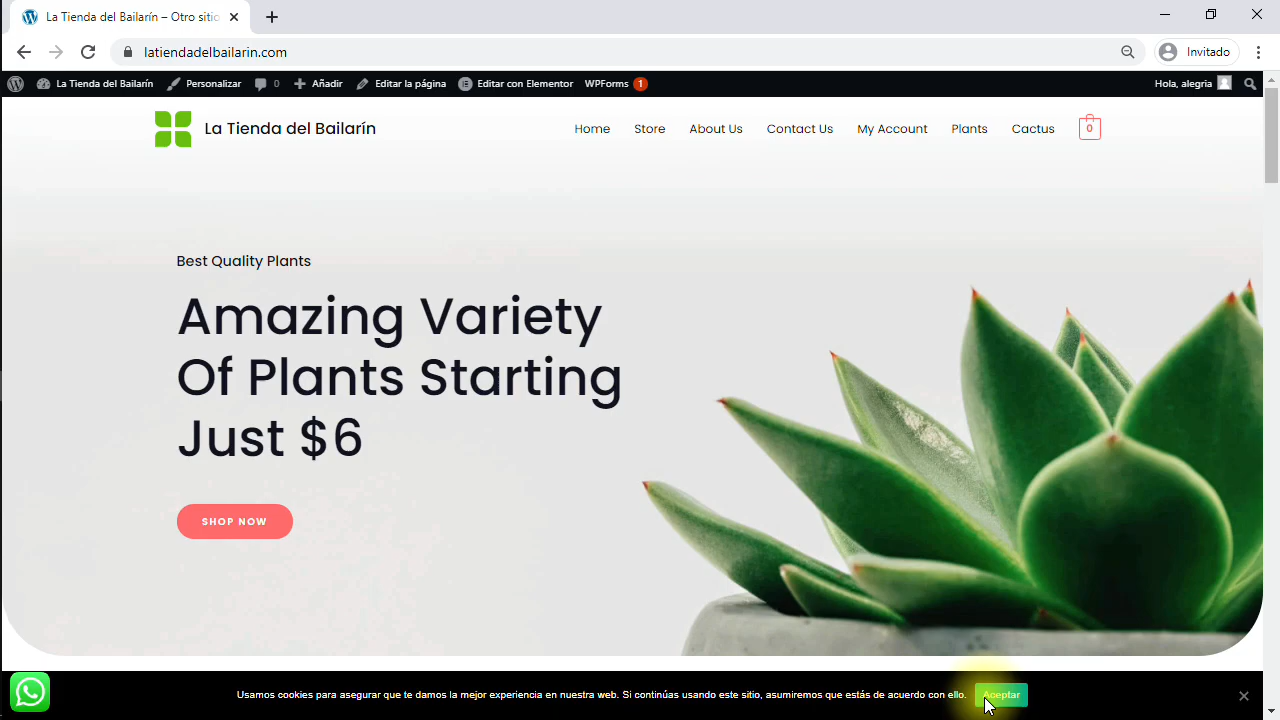 La Tienda del Bailarín – Otro sitio
latiendadelbailarin.com
Invitado
La Tienda del Bailarín Personalizar 0 Añadir Editar la página Editar con Elementor WPForms 1 Hola, alegria
La Tienda del Bailarín
Home Store About Us Contact Us My Account Plants Cactus 0
Best Quality Plants
Amazing Variety
Of Plants Starting
Just $6
SHOP NOW
Usamos cookies para asegurar que te damos la mejor experiencia en nuestra web. Si continúas usando este sitio, asumiremos que estás de acuerdo con ello. Aceptar